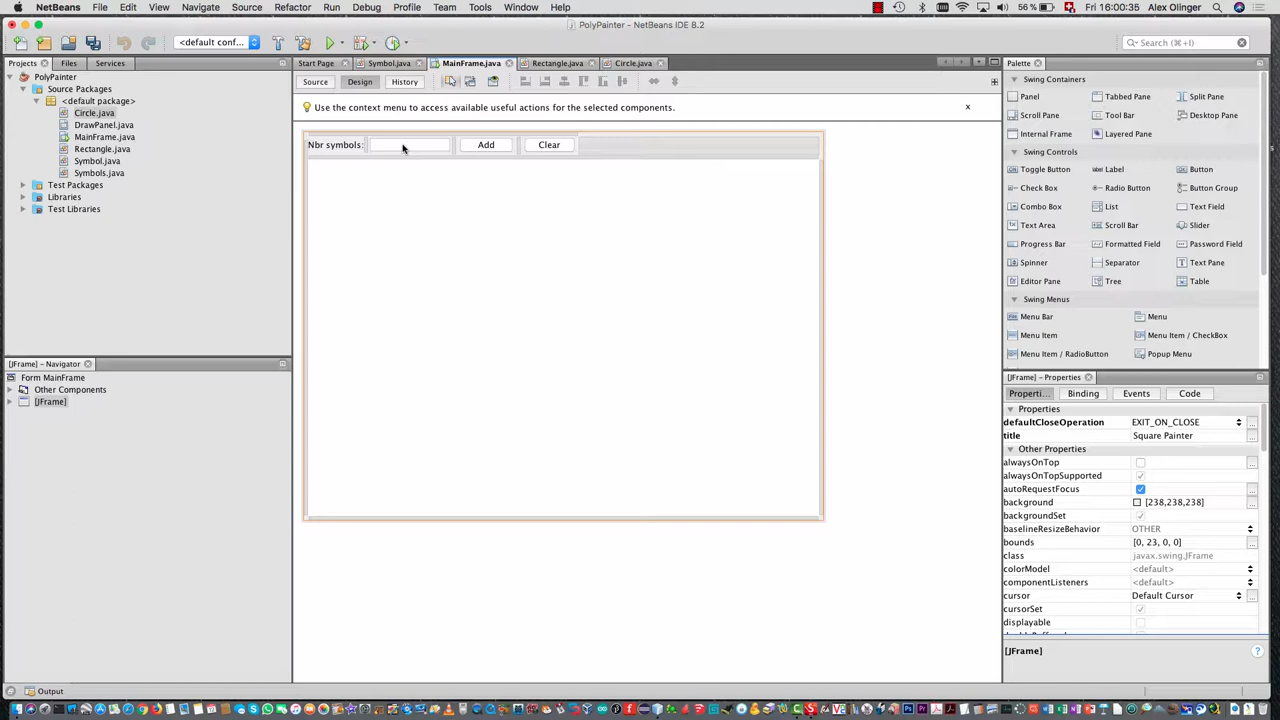 NetBeans File Edit View Navigate Source Refactor Run Debug Profile Team Tools Window Help 56 % Fri 16:00:35 Alex Olinger
PolyPainter - NetBeans IDE 8.2
<default conf... Search (⌘+I)
Projects Files Services Start Page Symbol.java MainFrame.java Rectangle.java Circle.java Palette
PolyPainter
Source Packages
<default package>
Circle.java
DrawPanel.java
MainFrame.java
Rectangle.java
Symbol.java
Symbols.java
Test Packages
Libraries
Test Libraries
[JFrame] - Navigator
Form MainFrame
Other Components
[JFrame]
Source Design History
Use the context menu to access available useful actions for the selected components.
Nbr symbols: Add Clear
Swing Containers
Panel Tabbed Pane Split Pane
Scroll Pane Tool Bar Desktop Pane
Internal Frame Layered Pane
Swing Controls
Toggle Button Label Button
Check Box Radio Button Button Group
Combo Box List Text Field
Text Area Scroll Bar Slider
Progress Bar Formatted Field Password Field
Spinner Separator Text Pane
Editor Pane Tree Table
Swing Menus
Menu Bar Menu
Menu Item Menu Item / CheckBox
Menu Item / RadioButton Popup Menu
[JFrame] - Properties
Properti... Binding Events Code
Properties
defaultCloseOperation EXIT_ON_CLOSE
title Square Painter
Other Properties
alwaysOnTop
alwaysOnTopSupported
autoRequestFocus
background [238,238,238]
backgroundSet
baselineResizeBehavior OTHER
bounds [0, 23, 0, 0]
class javax.swing.JFrame
colorModel <default>
componentListeners <default>
cursor Default Cursor
cursorSet
displayable
[JFrame]
Output